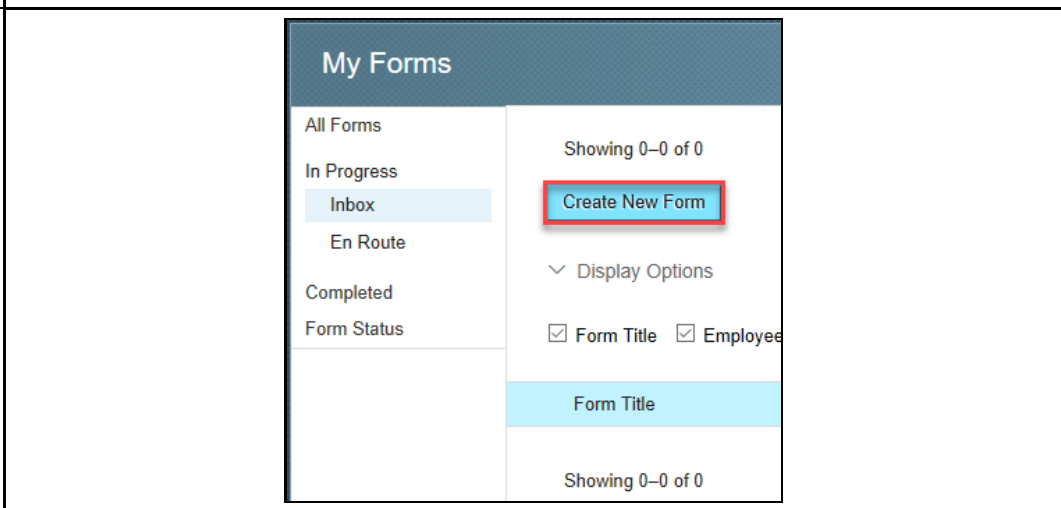 My Forms
All Forms
In Progress
Inbox
En Route
Completed
Form Status
Showing 0–0 of 0
Create New Form
Display Options
Form Title Employee
Form Title
Showing 0–0 of 0